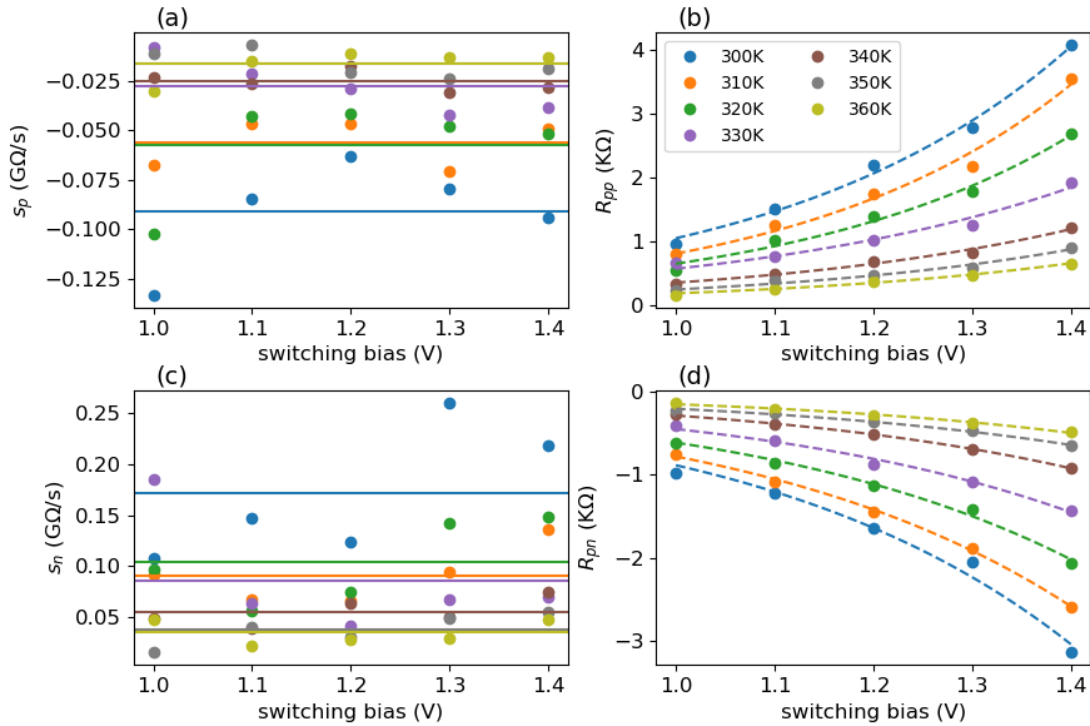 (a)
−0.025
−0.050
−0.075
−0.100
−0.125
s_p (GΩ/s)
1.0 1.1 1.2 1.3 1.4
switching bias (V)
(b)
4
3
2
1
0
R_pp (KΩ)
300K 340K
310K 350K
320K 360K
330K
1.0 1.1 1.2 1.3 1.4
switching bias (V)
(c)
0.25
0.20
0.15
0.10
0.05
s_n (GΩ/s)
1.0 1.1 1.2 1.3 1.4
switching bias (V)
(d)
0
−1
−2
−3
R_pn (KΩ)
1.0 1.1 1.2 1.3 1.4
switching bias (V)